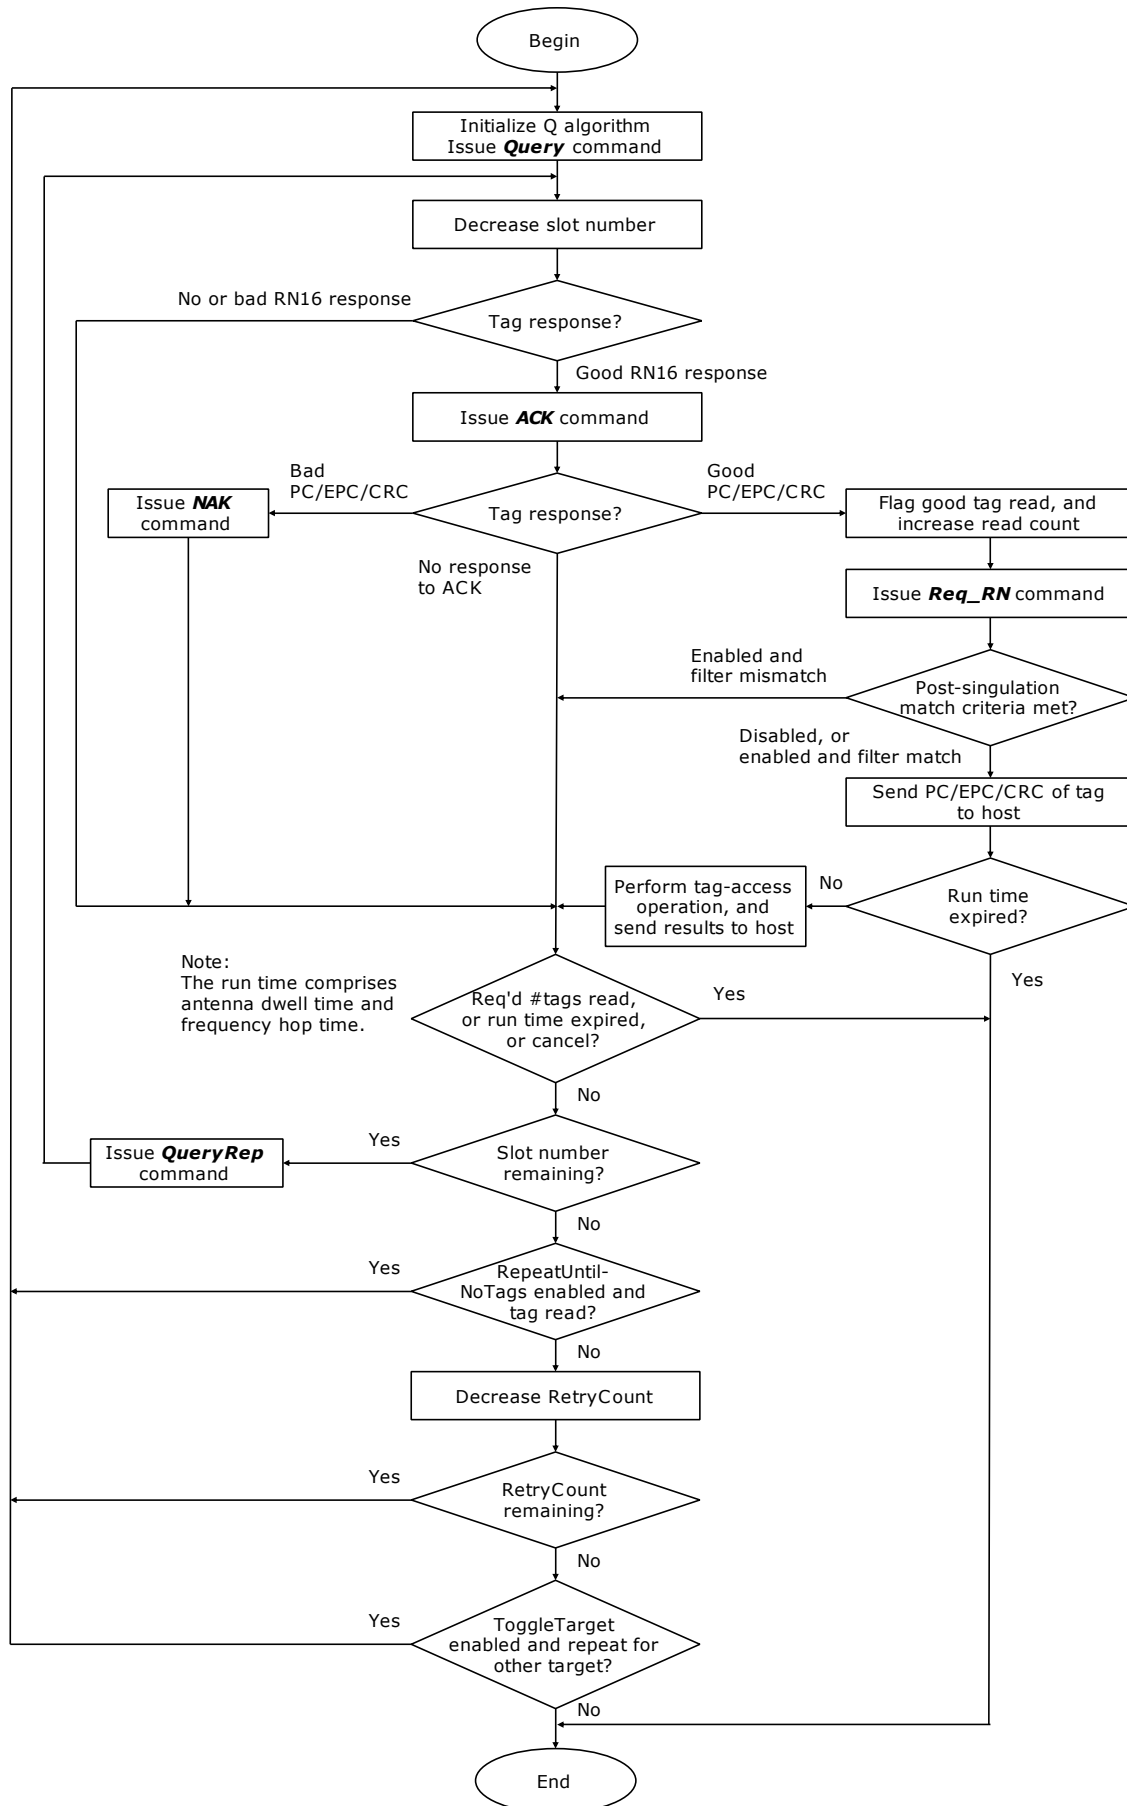 Begin
Initialize Q algorithm
Issue Query command
Decrease slot number
No or bad RN16 response
Tag response?
Good RN16 response
Issue ACK command
Bad
PC/EPC/CRC
Good
PC/EPC/CRC
Issue NAK
command
Tag response?
Flag good tag read, and
increase read count
No response
to ACK
Issue Req_RN command
Enabled and
filter mismatch
Post-singulation
match criteria met?
Disabled, or
enabled and filter match
Send PC/EPC/CRC of tag
to host
Perform tag-access
operation, and
send results to host
No
Run time
expired?
Note:
The run time comprises
antenna dwell time and
frequency hop time.
Req'd #tags read,
or run time expired,
or cancel?
Yes
Yes
No
Issue QueryRep
command
Yes
Slot number
remaining?
No
Yes
RepeatUntil-
NoTags enabled and
tag read?
No
Decrease RetryCount
Yes
RetryCount
remaining?
No
Yes
ToggleTarget
enabled and repeat for
other target?
No
End